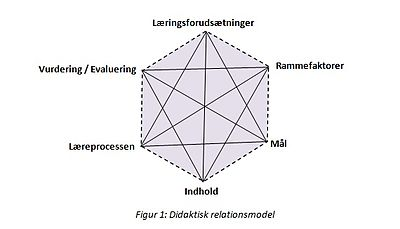 Læringsforudsætninger
Vurdering / Evaluering
Rammefaktorer
Læreprocessen
Mål
Indhold
Figur 1: Didaktisk relationsmodel